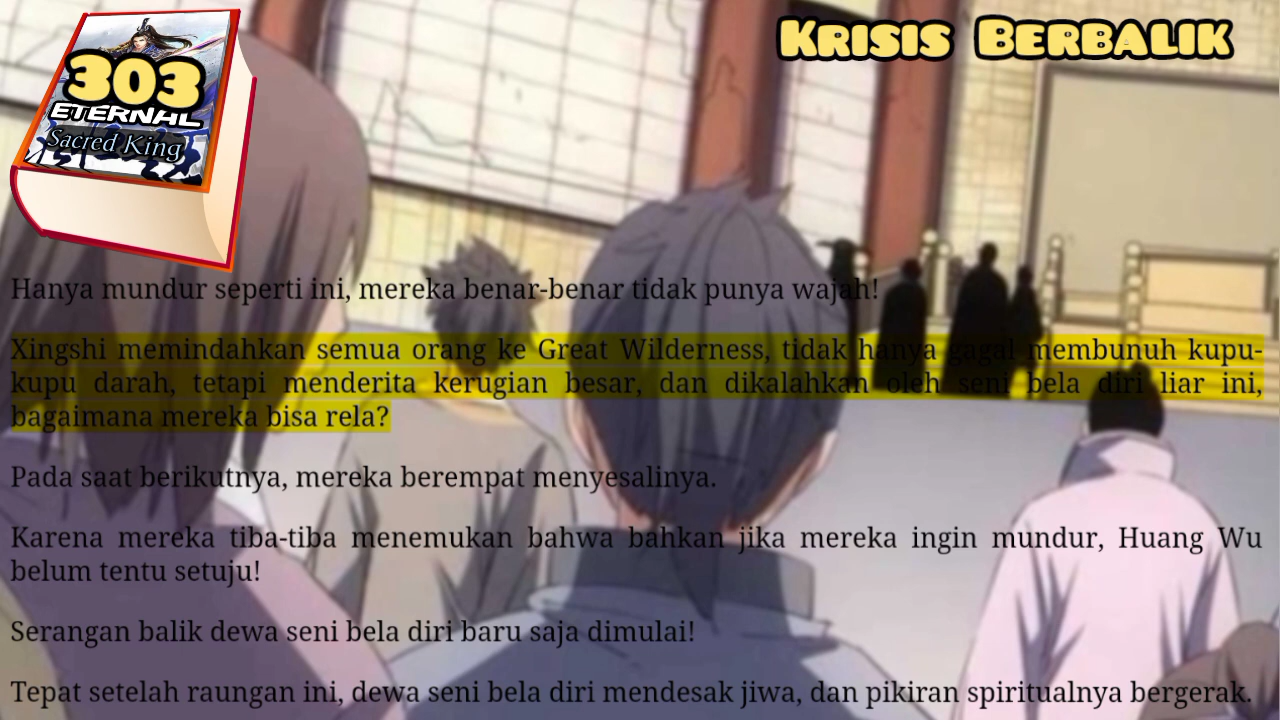 Krisis Berbalik
303
ETERNAL
Sacred King
Hanya mundur seperti ini, mereka benar-benar tidak punya wajah!
Xingshi memindahkan semua orang ke Great Wilderness, tidak hanya gagal membunuh kupu-
kupu darah, tetapi menderita kerugian besar, dan dikalahkan oleh seni bela diri liar ini,
bagaimana mereka bisa rela?
Pada saat berikutnya, mereka berempat menyesalinya.
Karena mereka tiba-tiba menemukan bahwa bahkan jika mereka ingin mundur, Huang Wu
belum tentu setuju!
Serangan balik dewa seni bela diri baru saja dimulai!
Tepat setelah raungan ini, dewa seni bela diri mendesak jiwa, dan pikiran spiritualnya bergerak.